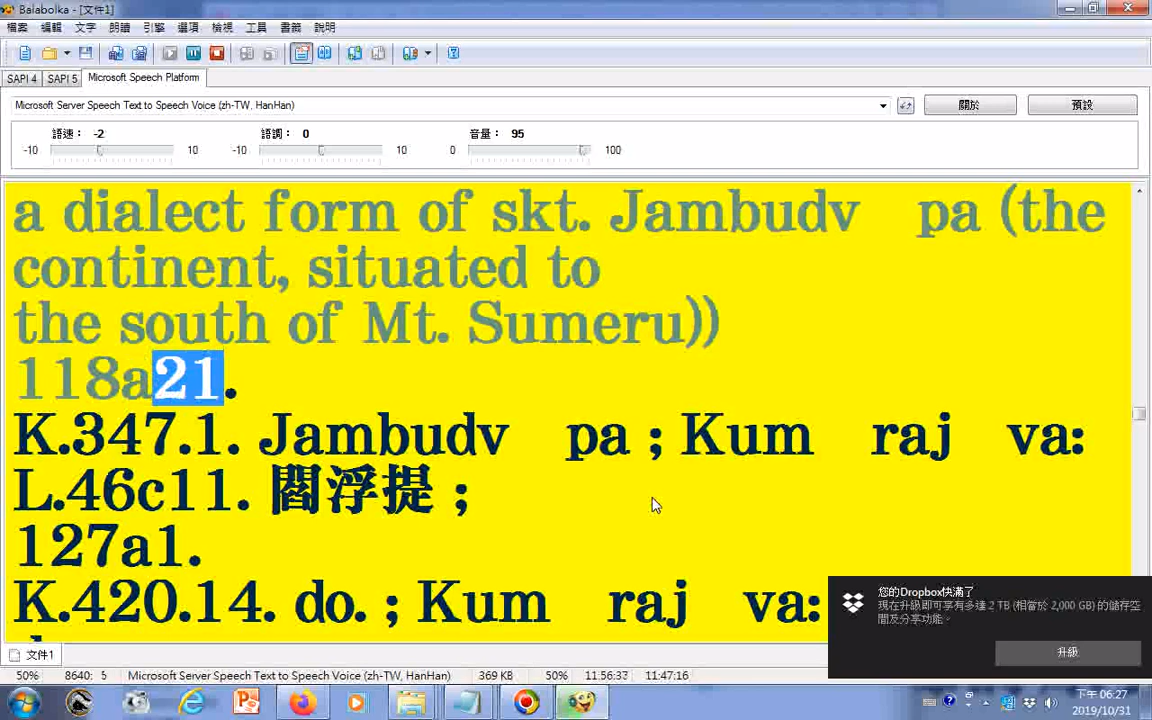 Balabolka - [文件1]
檔案 編輯 文字 朗讀 引擎 選項 檢視 工具 書籤 說明
SAPI 4 SAPI 5 Microsoft Speech Platform
Microsoft Server Speech Text to Speech Voice (zh-TW, HanHan) 關於 預設
語速： -2 語調： 0 音量： 95
-10 10 -10 10 0 100
a dialect form of skt. Jambudv pa (the
continent, situated to
the south of Mt. Sumeru))
118a21.
K.347.1. Jambudv pa ; Kum raj va:
L.46c11. 閻浮提 ;
127a1.
K.420.14. do. ; Kum raj va:
您的Dropbox快滿了
現在升級即可享有多達 2 TB (相當於 2,000 GB) 的儲存空
間及分享功能。
升級
文件1
50% 8640: 5 Microsoft Server Speech Text to Speech Voice (zh-TW, HanHan) 369 KB 50% 11:56:33 11:47:16
下午 06:27
2019/10/31